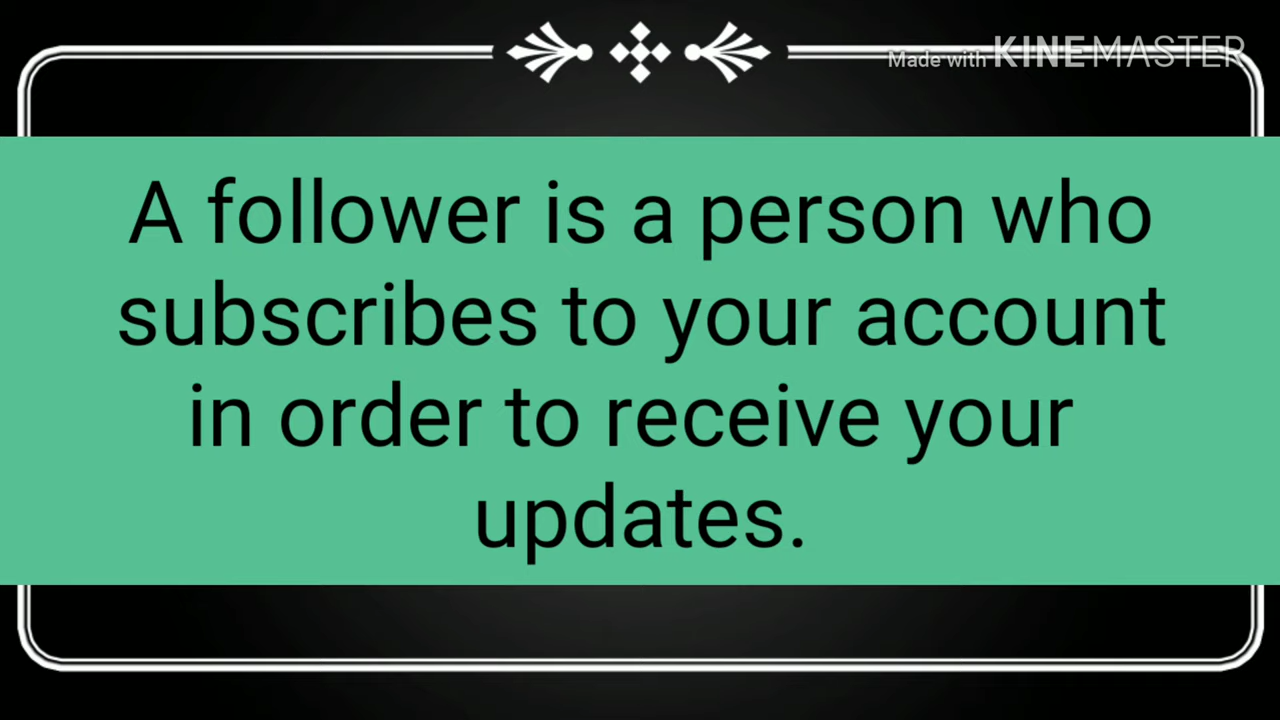 Made with KINEMASTER
A follower is a person who
subscribes to your account
in order to receive your
updates.